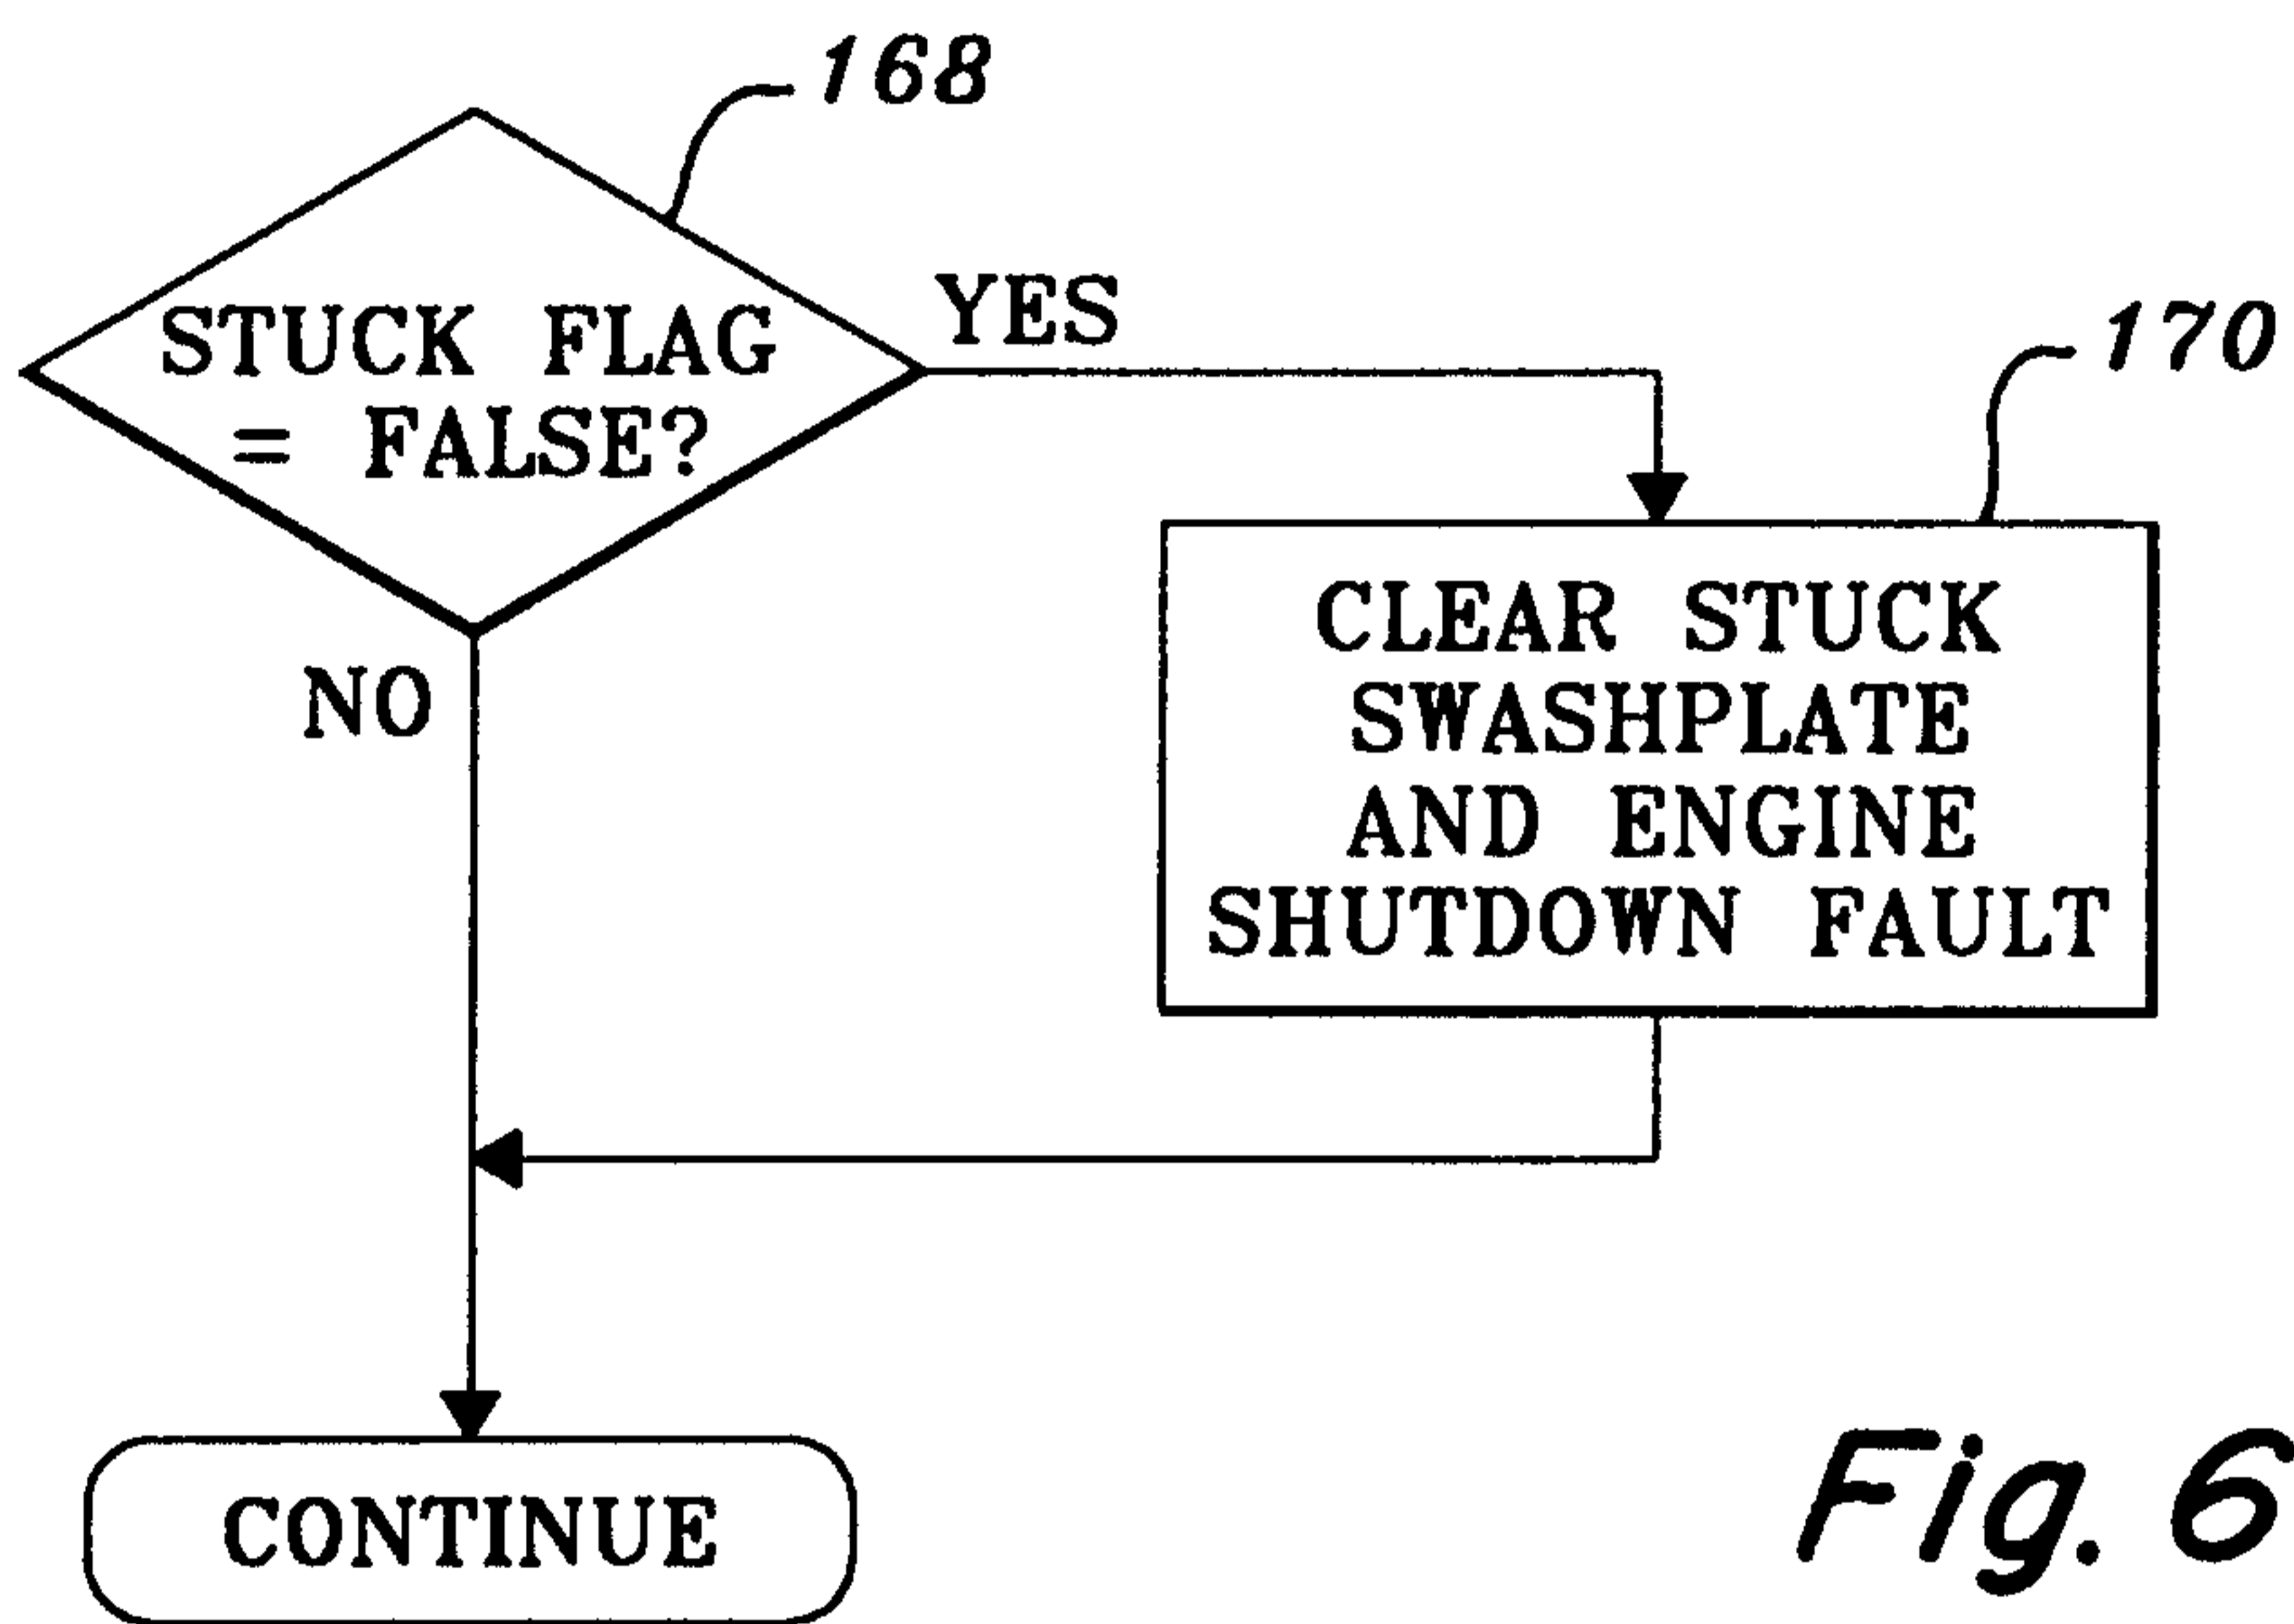 168
STUCK FLAG
= FALSE?
YES
170
CLEAR STUCK
SWASHPLATE
AND ENGINE
SHUTDOWN FAULT
NO
CONTINUE
Fig. 6